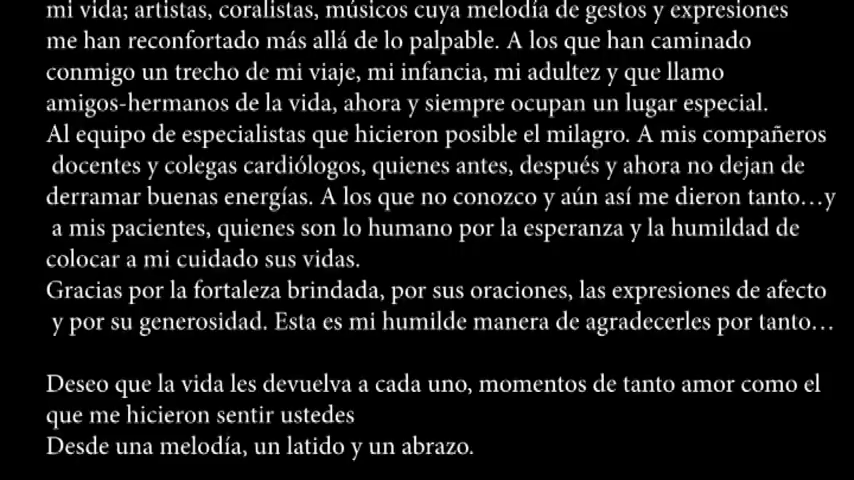 mi vida; artistas, coralistas, músicos cuya melodía de gestos y expresiones
me han reconfortado más allá de lo palpable. A los que han caminado
conmigo un trecho de mi viaje, mi infancia, mi adultez y que llamo
amigos-hermanos de la vida, ahora y siempre ocupan un lugar especial.
Al equipo de especialistas que hicieron posible el milagro. A mis compañeros
docentes y colegas cardiólogos, quienes antes, después y ahora no dejan de
derramar buenas energías. A los que no conozco y aún así me dieron tanto…y
a mis pacientes, quienes son lo humano por la esperanza y la humildad de
colocar a mi cuidado sus vidas.
Gracias por la fortaleza brindada, por sus oraciones, las expresiones de afecto
y por su generosidad. Esta es mi humilde manera de agradecerles por tanto…
Deseo que la vida les devuelva a cada uno, momentos de tanto amor como el
que me hicieron sentir ustedes
Desde una melodía, un latido y un abrazo.